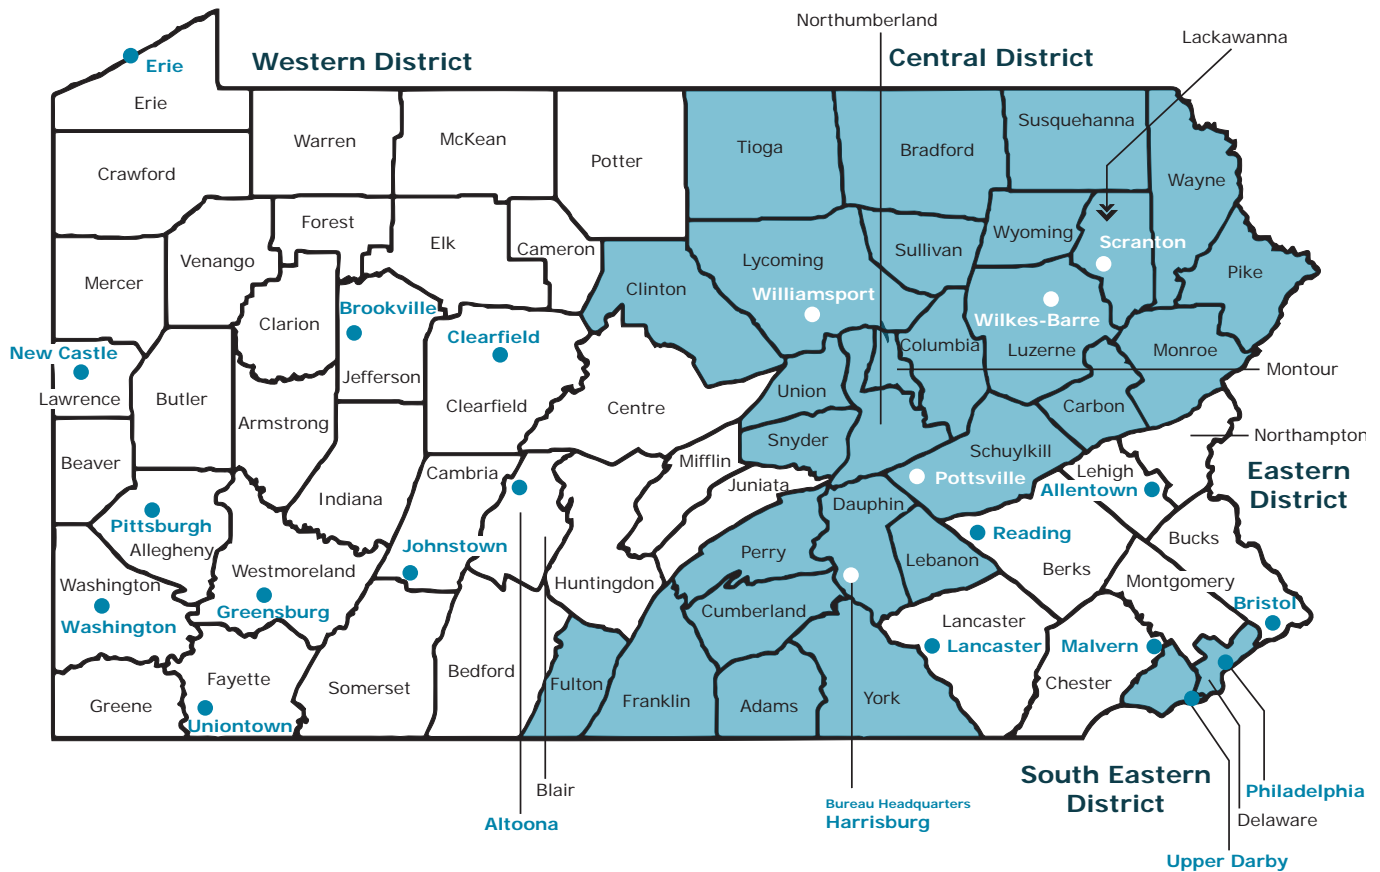 Northumberland
Central District
Lackawanna
Western District
Erie
Erie
Warren
McKean
Potter
Tioga
Bradford
Susquehanna
Wayne
Crawford
Forest
Elk
Cameron
Venango
Mercer
Clinton
Lycoming
Sullivan
Wyoming
Scranton
Pike
Williamsport
Wilkes-Barre
Clarion
Brookville
Clearfield
New Castle
Columbia
Luzerne
Monroe
Montour
Jefferson
Lawrence
Butler
Armstrong
Clearfield
Centre
Union
Carbon
Northampton
Beaver
Snyder
Schuylkill
Mifflin
Juniata
Pottsville
Lehigh
Allentown
Eastern
District
Cambria
Indiana
Pittsburgh
Allegheny
Dauphin
Reading
Bucks
Johnstown
Perry
Lebanon
Berks
Montgomery
Washington
Westmoreland
Greensburg
Huntingdon
Cumberland
Bristol
Washington
Lancaster
Lancaster
Malvern
Greene
Fayette
Uniontown
Somerset
Bedford
Fulton
Franklin
Adams
York
Chester
Blair
Altoona
Bureau Headquarters
Harrisburg
South Eastern
District
Philadelphia
Delaware
Upper Darby